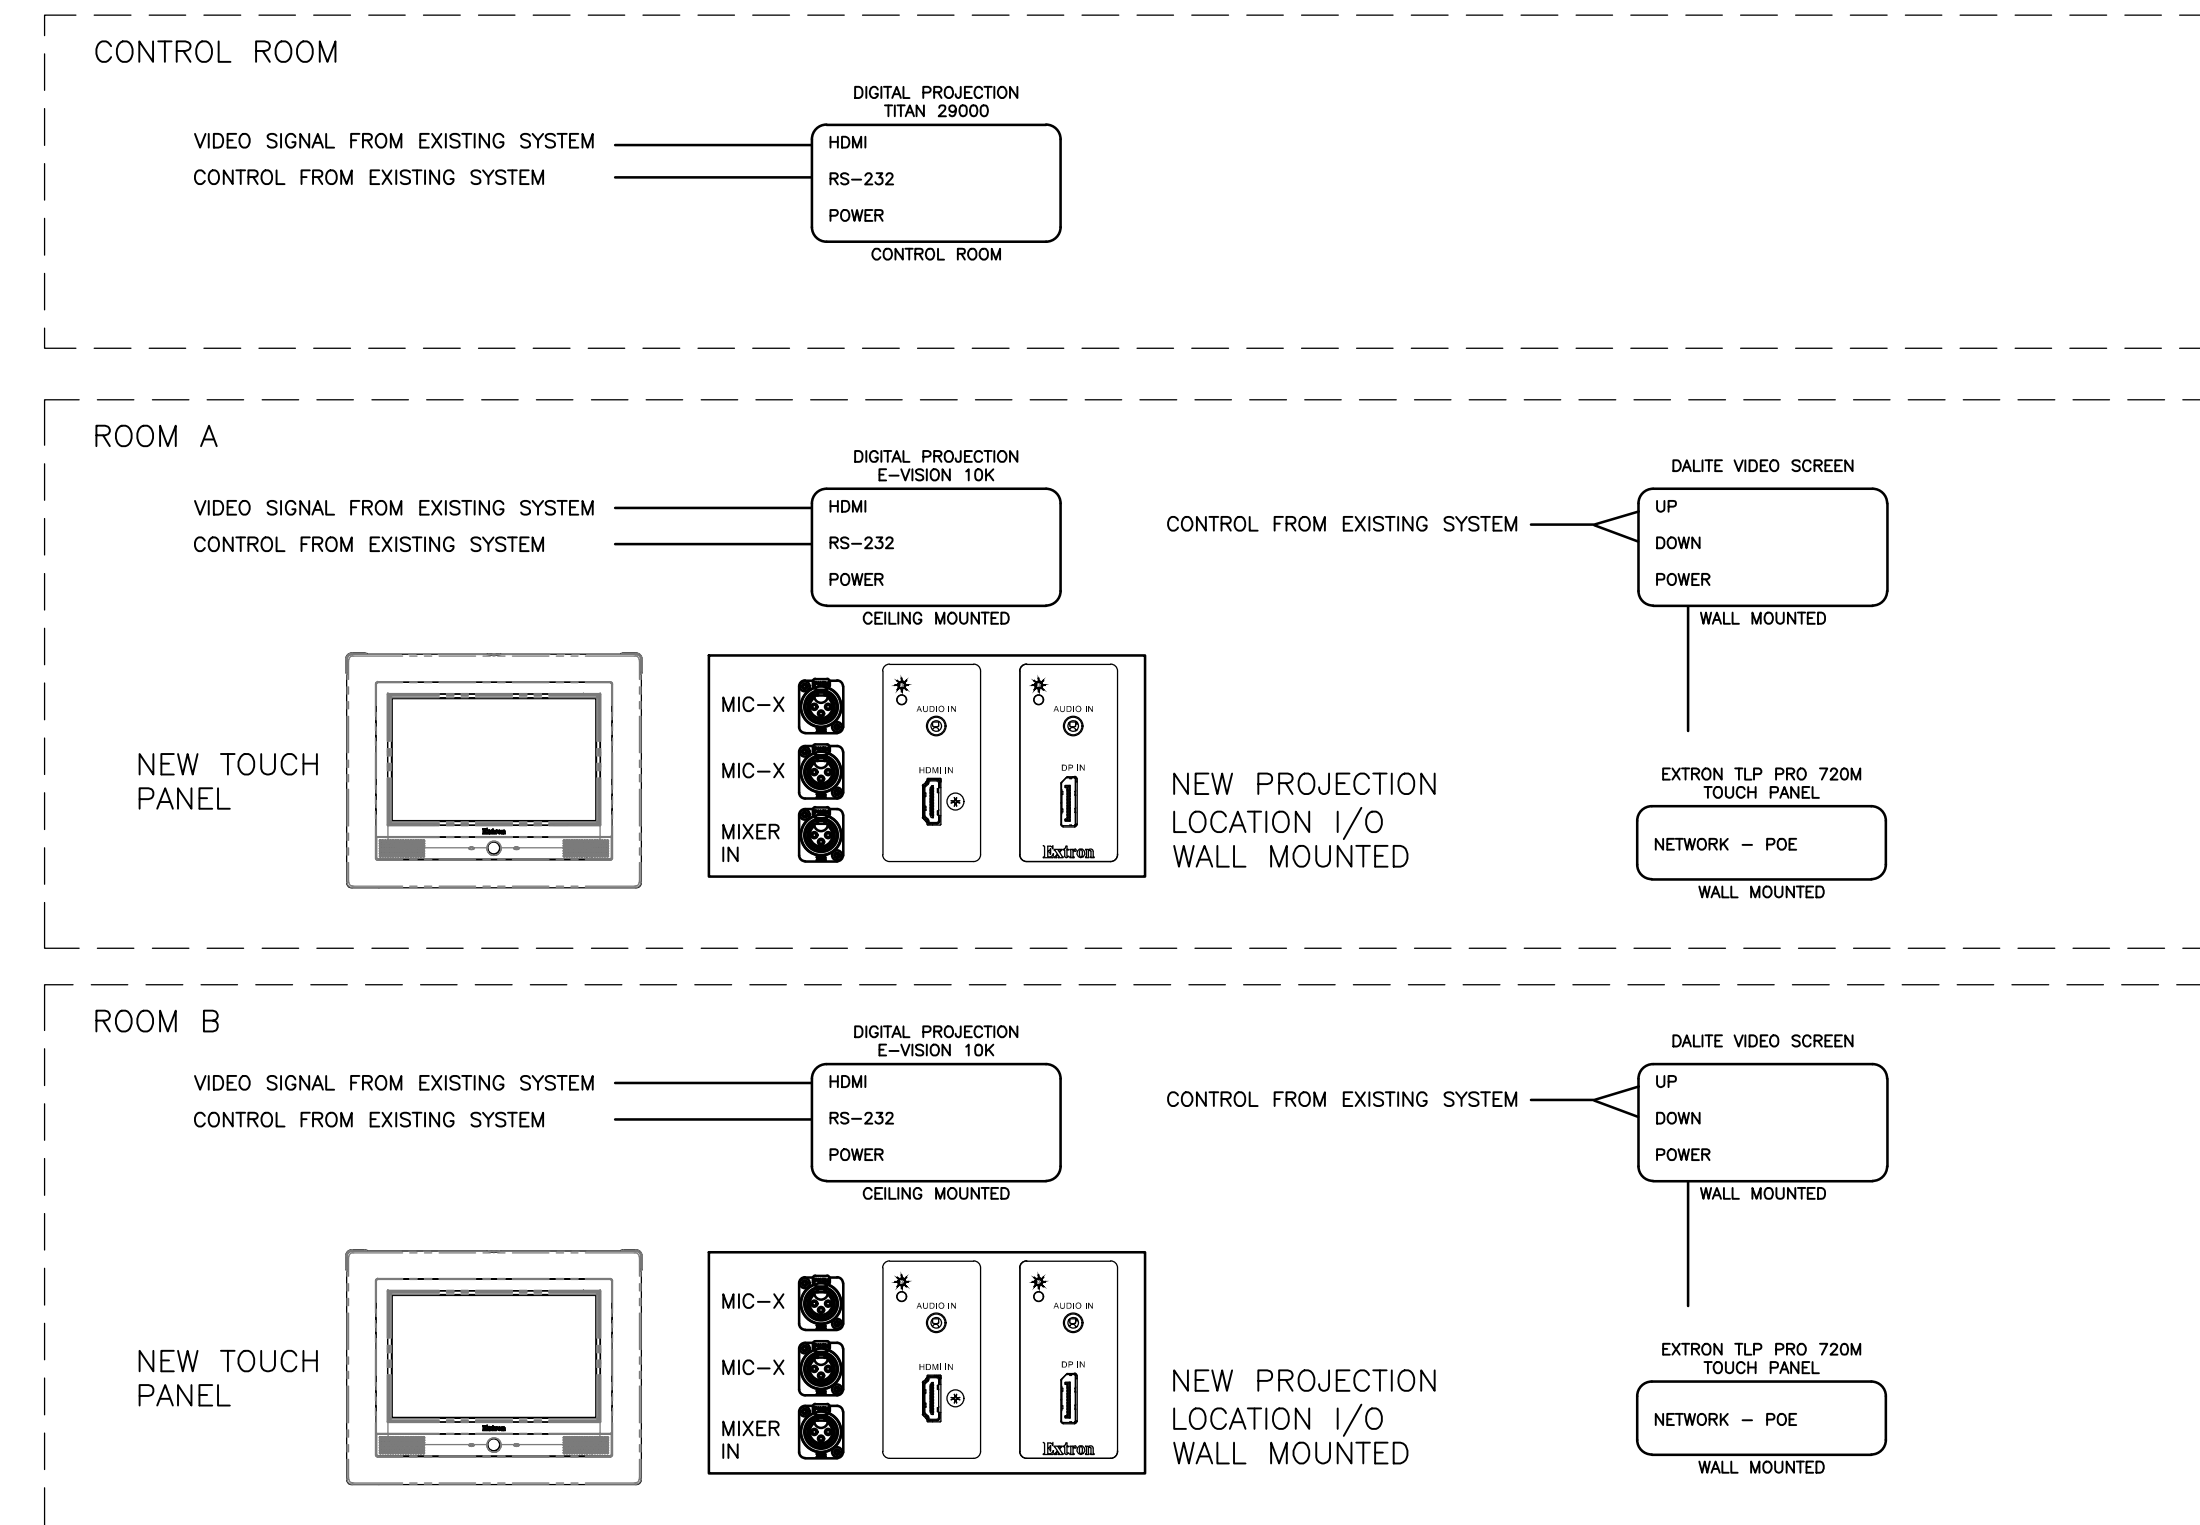 CONTROL ROOM
DIGITAL PROJECTION
TITAN 29000
VIDEO SIGNAL FROM EXISTING SYSTEM
HDMI
CONTROL FROM EXISTING SYSTEM
RS-232
POWER
CONTROL ROOM
ROOM A
DIGITAL PROJECTION
E-VISION 10K
VIDEO SIGNAL FROM EXISTING SYSTEM
HDMI
CONTROL FROM EXISTING SYSTEM
RS-232
POWER
CEILING MOUNTED
DALITE VIDEO SCREEN
CONTROL FROM EXISTING SYSTEM
UP
DOWN
POWER
WALL MOUNTED
NEW TOUCH
PANEL
Extron
MIC-X
MIC-X
MIXER
IN
AUDIO IN
HDMI IN
AUDIO IN
DP IN
Extron
NEW PROJECTION
LOCATION I/O
WALL MOUNTED
EXTRON TLP PRO 720M
TOUCH PANEL
NETWORK - POE
WALL MOUNTED
ROOM B
DIGITAL PROJECTION
E-VISION 10K
VIDEO SIGNAL FROM EXISTING SYSTEM
HDMI
CONTROL FROM EXISTING SYSTEM
RS-232
POWER
CEILING MOUNTED
DALITE VIDEO SCREEN
CONTROL FROM EXISTING SYSTEM
UP
DOWN
POWER
WALL MOUNTED
NEW TOUCH
PANEL
Extron
MIC-X
MIC-X
MIXER
IN
AUDIO IN
HDMI IN
AUDIO IN
DP IN
Extron
NEW PROJECTION
LOCATION I/O
WALL MOUNTED
EXTRON TLP PRO 720M
TOUCH PANEL
NETWORK - POE
WALL MOUNTED